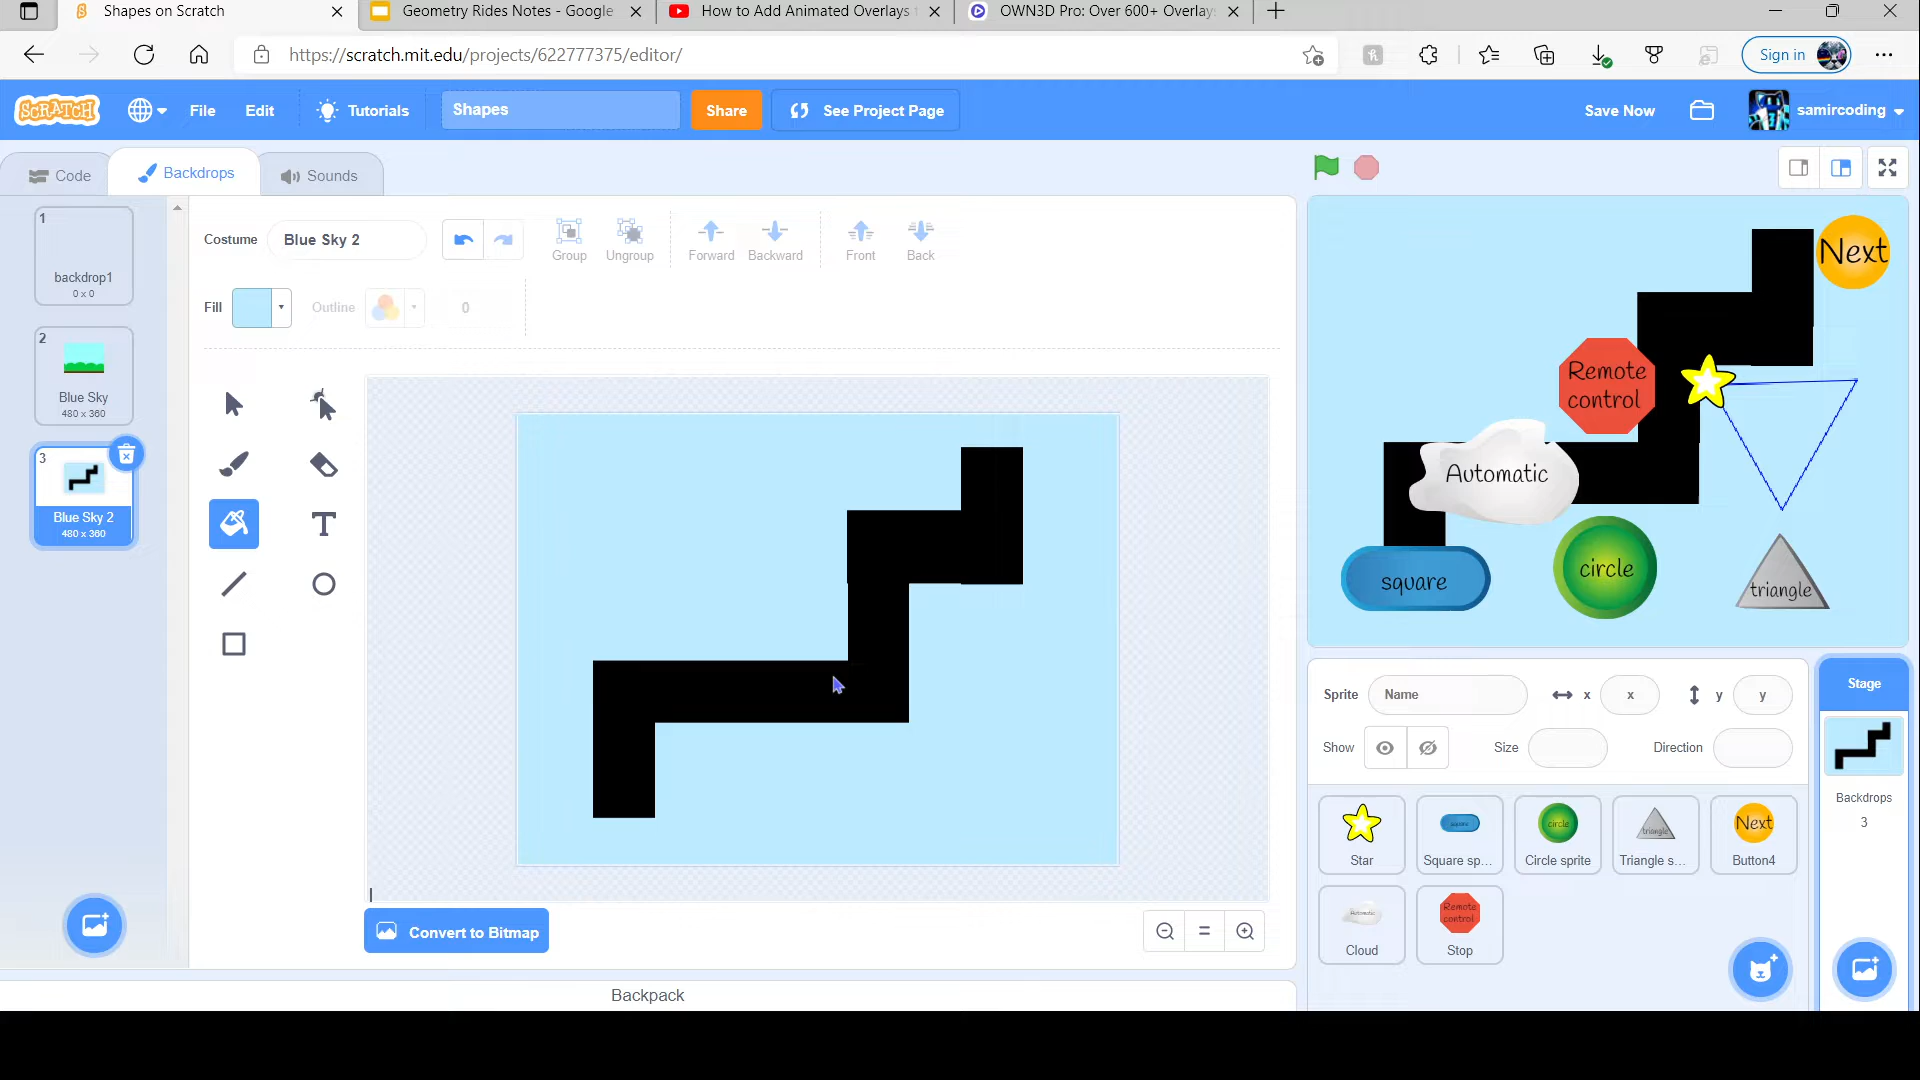 Shapes on Scratch
Geometry Rides Notes - Google
How to Add Animated Overlays
OWN3D Pro: Over 600+ Overlay
https://scratch.mit.edu/projects/622777375/editor/
Sign in
SCRATCH
File
Edit
Tutorials
Shapes
Share
See Project Page
Save Now
samircoding
Code
Backdrops
Sounds
1
backdrop1
0 x 0
2
Blue Sky
480 x 360
3
Blue Sky 2
480 x 360
Costume
Blue Sky 2
Group
Ungroup
Forward
Backward
Front
Back
Fill
Outline
0
T
Convert to Bitmap
Backpack
Next
Remote
control
Automatic
square
circle
triangle
Sprite
Name
x
x
y
y
Show
Size
Direction
Stage
Backdrops
3
Star
square
Square sp...
circle
Circle sprite
triangle
Triangle s...
Next
Button4
Automatic
Cloud
Remote
control
Stop